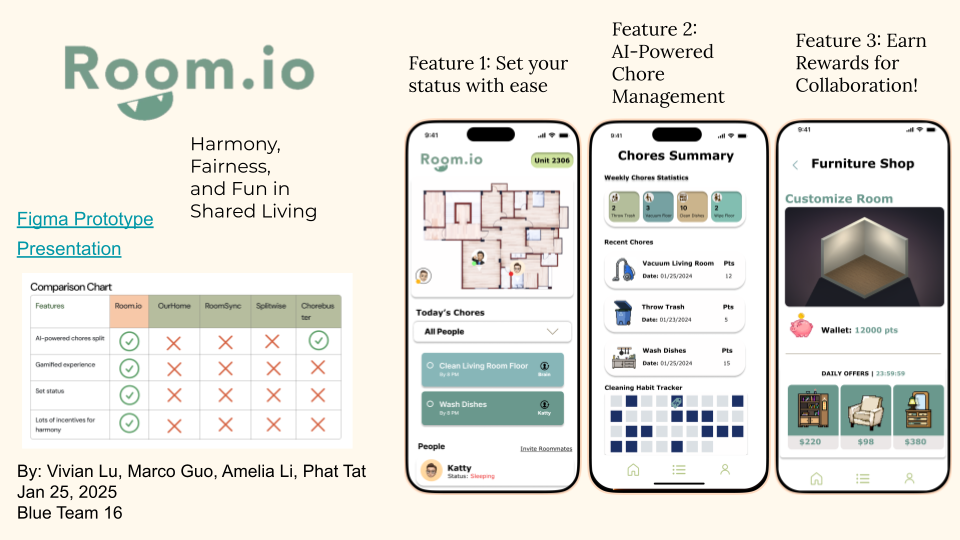 Room.io
Harmony,
Fairness,
and Fun in
Shared Living
Figma Prototype
Presentation
Comparison Chart
Features Room.io OurHome RoomSync Splitwise Chorebus
ter
AI-powered chores split
Gamified experience
Set status
Lots of incentives for
harmony
By: Vivian Lu, Marco Guo, Amelia Li, Phat Tat
Jan 25, 2025
Blue Team 16
Feature 1: Set your
status with ease
9:41
Room.io
Unit 2306
Today's Chores
All People
Clean Living Room Floor
By 8 PM
Brain
Wash Dishes
By 8 PM
Katty
People
Invite Roommates
Katty
Status: Sleeping
Feature 2:
AI-Powered
Chore
Management
9:41
Chores Summary
Weekly Chores Statistics
2 3 10 2
Throw Trash Vacuum Floor Clean Dishes Wipe Floor
Recent Chores
Vacuum Living Room Pts
Date: 01/25/2024 12
Throw Trash Pts
Date: 01/23/2024 5
Wash Dishes Pts
Date: 01/25/2024 15
Cleaning Habit Tracker
Feature 3: Earn
Rewards for
Collaboration!
9:41
Furniture Shop
Customize Room
Wallet: 12000 pts
DAILY OFFERS | 23:59:59
$220 $98 $380